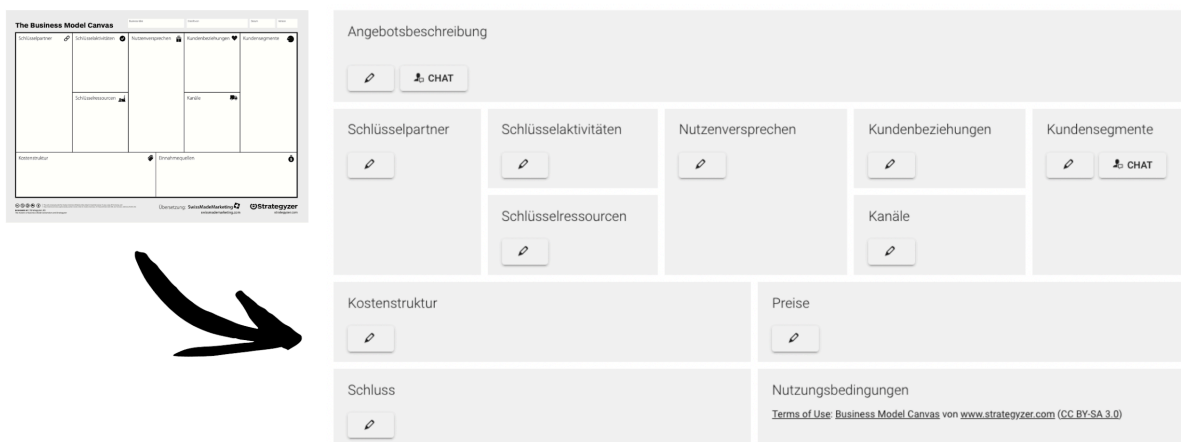 The Business Model Canvas
Schlüsselpartner
Schlüsselaktivitäten
Nutzenversprechen
Kundenbeziehungen
Kundensegmente
Schlüsselressourcen
Kanäle
Kostenstruktur
Einnahmequellen
Übersetzung: SwissMadeMarketing
Strategyzer
strategyzer.com
Angebotsbeschreibung
CHAT
Schlüsselpartner
Schlüsselaktivitäten
Nutzenversprechen
Kundenbeziehungen
Kundensegmente
CHAT
Schlüsselressourcen
Kanäle
Kostenstruktur
Preise
Schluss
Nutzungsbedingungen
Terms of Use: Business Model Canvas von www.strategyzer.com (CC BY-SA 3.0)